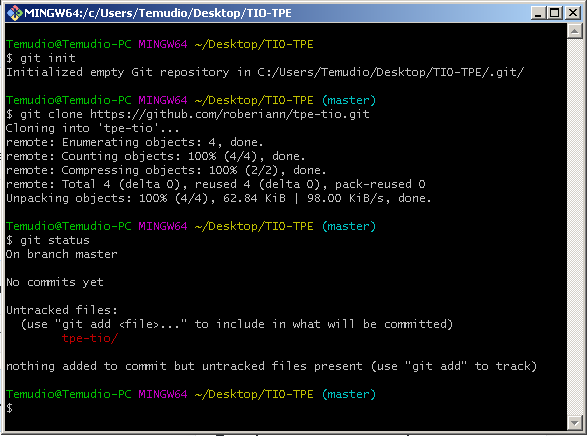 MINGW64:/c/Users/Temudio/Desktop/TIO-TPE
Temudio@Temudio-PC MINGW64 ~/Desktop/TIO-TPE
$ git init
Initialized empty Git repository in C:/Users/Temudio/Desktop/TIO-TPE/.git/
Temudio@Temudio-PC MINGW64 ~/Desktop/TIO-TPE (master)
$ git clone https://github.com/roberiann/tpe-tio.git
Cloning into 'tpe-tio'...
remote: Enumerating objects: 4, done.
remote: Counting objects: 100% (4/4), done.
remote: Compressing objects: 100% (2/2), done.
remote: Total 4 (delta 0), reused 4 (delta 0), pack-reused 0
Unpacking objects: 100% (4/4), 62.84 KiB | 98.00 KiB/s, done.
Temudio@Temudio-PC MINGW64 ~/Desktop/TIO-TPE (master)
$ git status
On branch master
No commits yet
Untracked files:
(use "git add <file>..." to include in what will be committed)
tpe-tio/
nothing added to commit but untracked files present (use "git add" to track)
Temudio@Temudio-PC MINGW64 ~/Desktop/TIO-TPE (master)
$